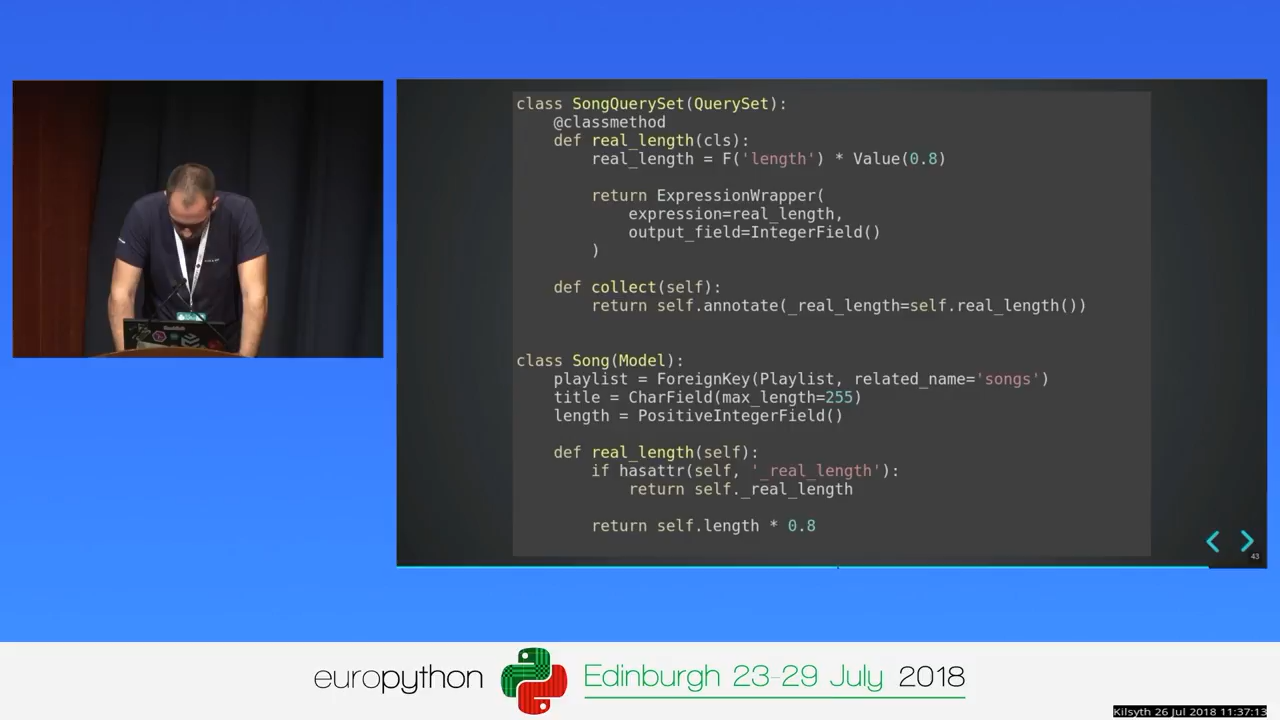 class SongQuerySet(QuerySet):
    @classmethod
    def real_length(cls):
        real_length = F('length') * Value(0.8)
        return ExpressionWrapper(
            expression=real_length,
            output_field=IntegerField()
        )
    def collect(self):
        return self.annotate(_real_length=self.real_length())
class Song(Model):
    playlist = ForeignKey(Playlist, related_name='songs')
    title = CharField(max_length=255)
    length = PositiveIntegerField()
    def real_length(self):
        if hasattr(self, '_real_length'):
            return self._real_length
        return self.length * 0.8
43
europython Edinburgh 23-29 July 2018
Kilsyth 26 Jul 2018 11:37:13